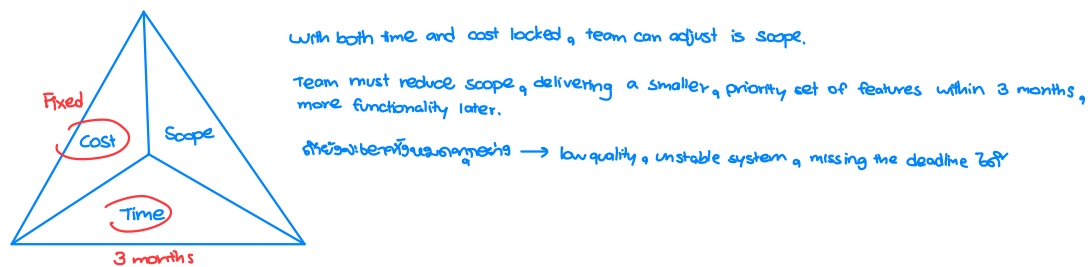 with both time and cost locked, team can adjust is scope.
Team must reduce scope, delivering a smaller, priority set of features within 3 months,
more functionality later.
→ low quality, unstable system, missing the deadline ได้
Fixed
Cost
Scope
Time
3 months